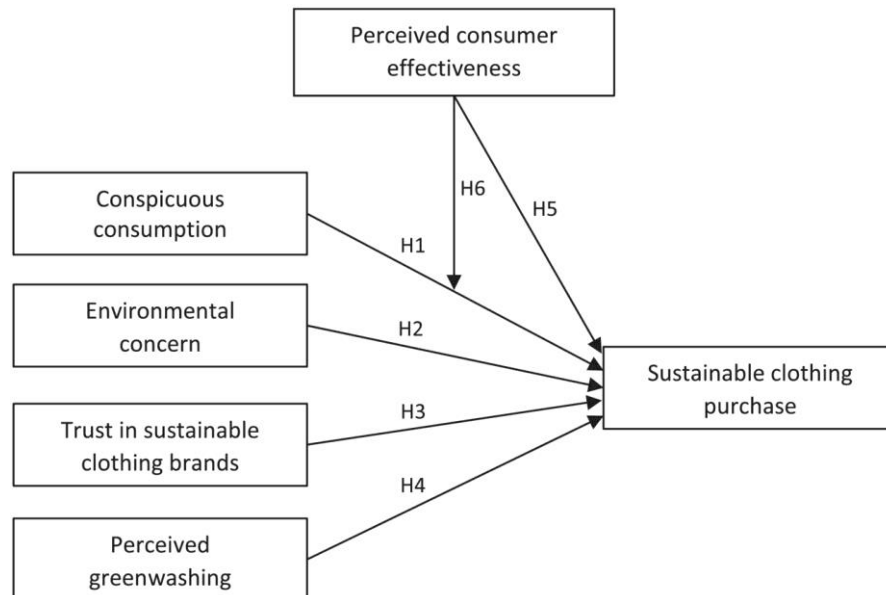 Perceived consumer
effectiveness
Conspicuous
consumption
H6
H5
H1
Environmental
concern
H2
Sustainable clothing
purchase
Trust in sustainable
clothing brands
H3
H4
Perceived
greenwashing